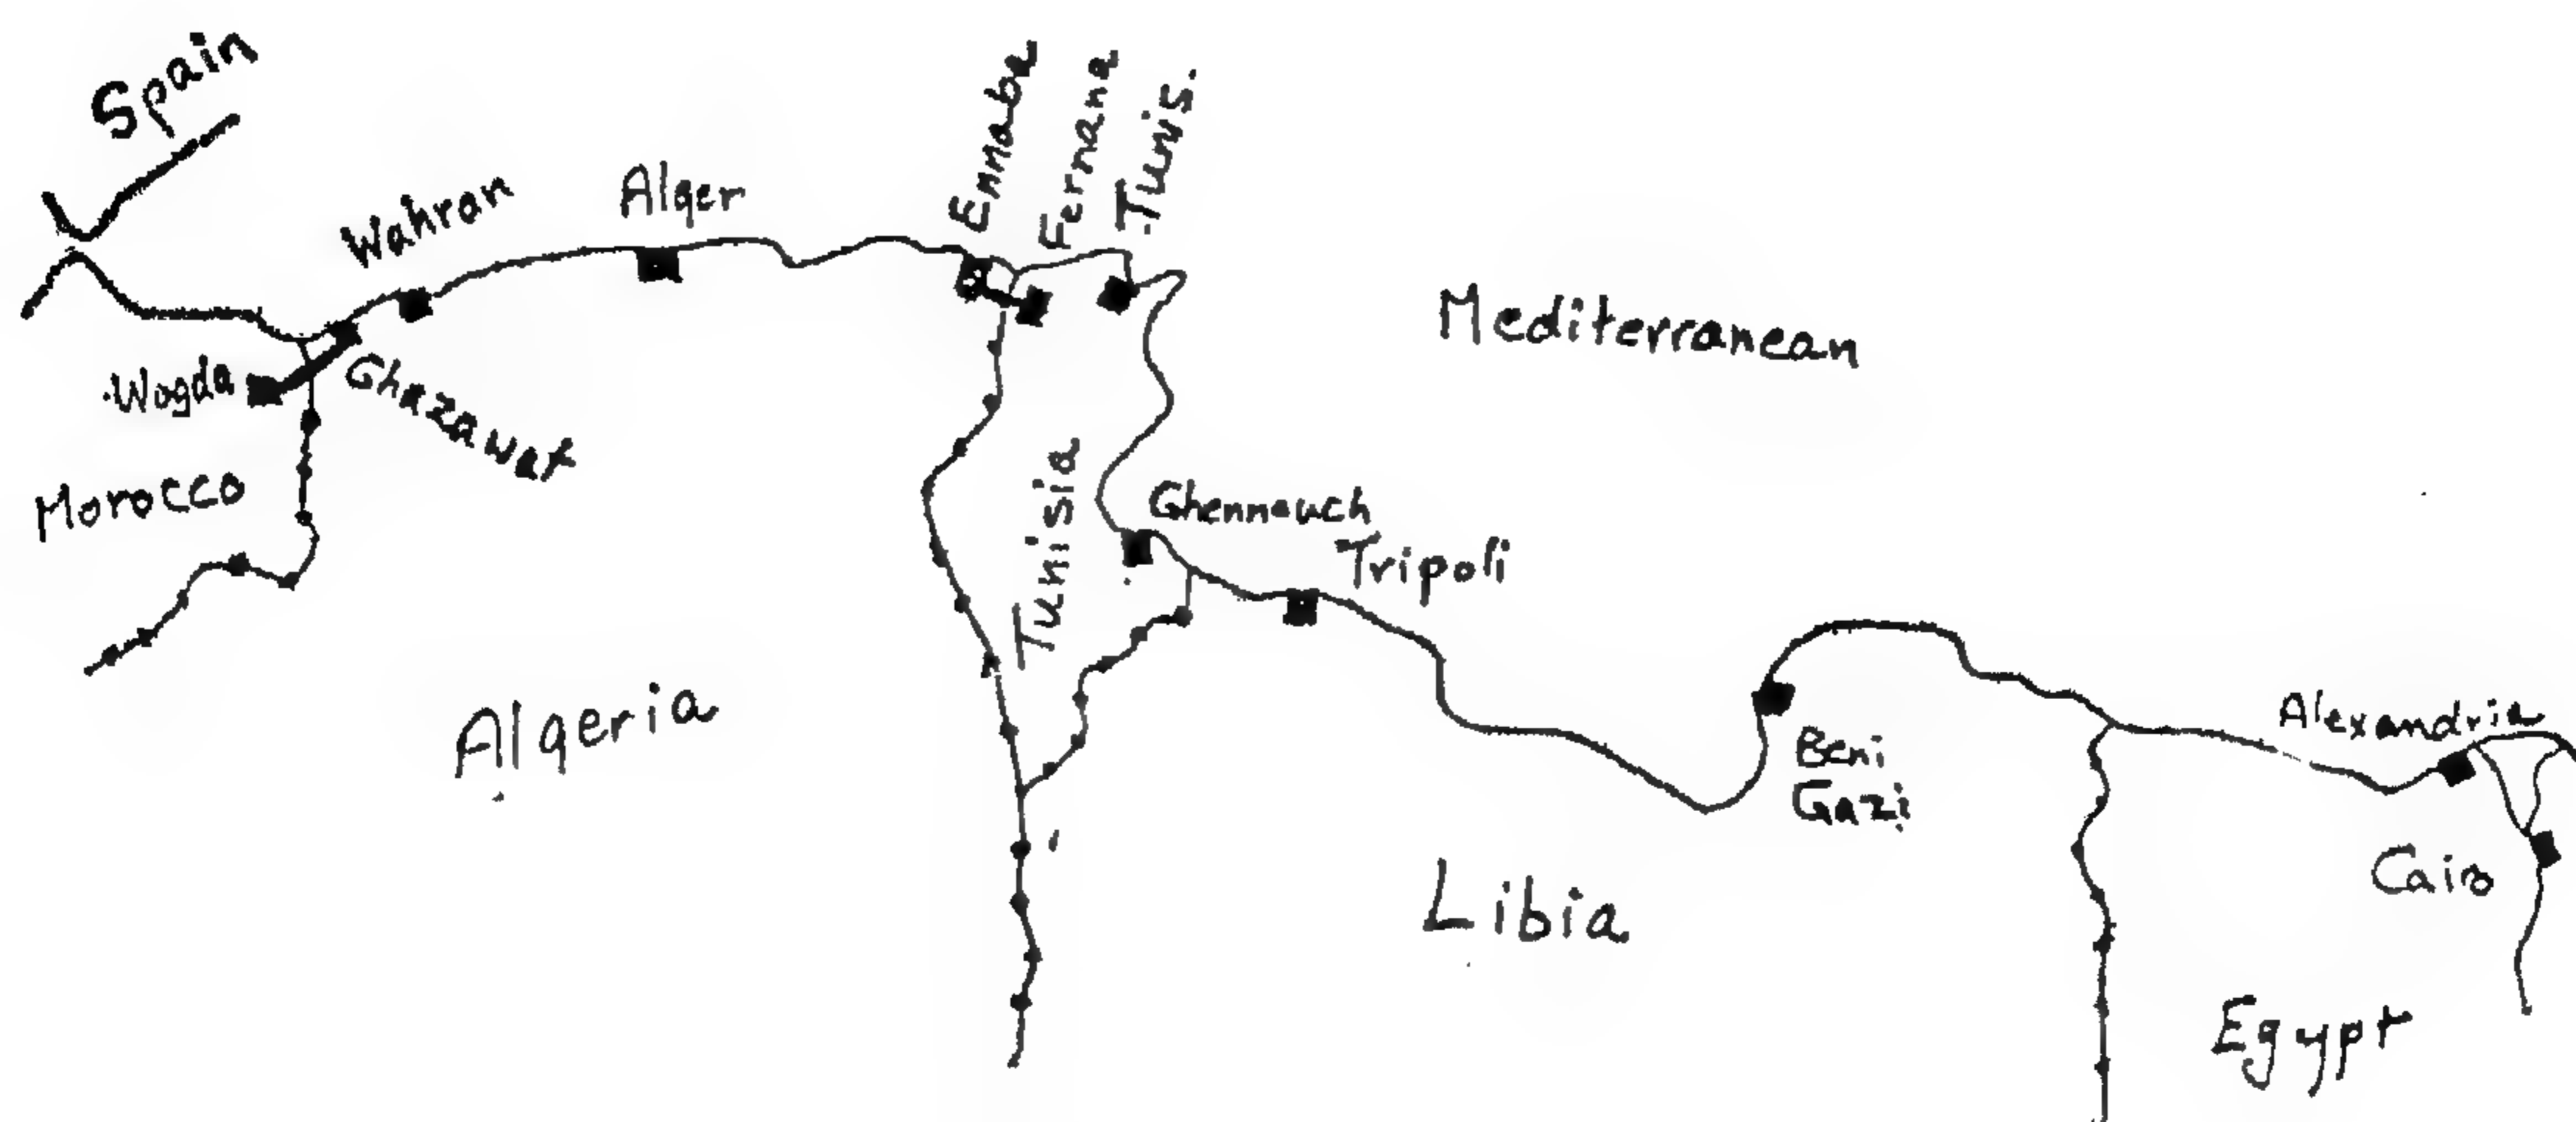 Spain
Wahran
Alger
Ennaba
Fernana
Tunis.
Mediterranean
Wogda
Ghazawat
Morocco
Tunisia
Ghennouch
Tripoli
Algeria
Beni
Gazi
Alexandria
Cairo
Libia
Egypt